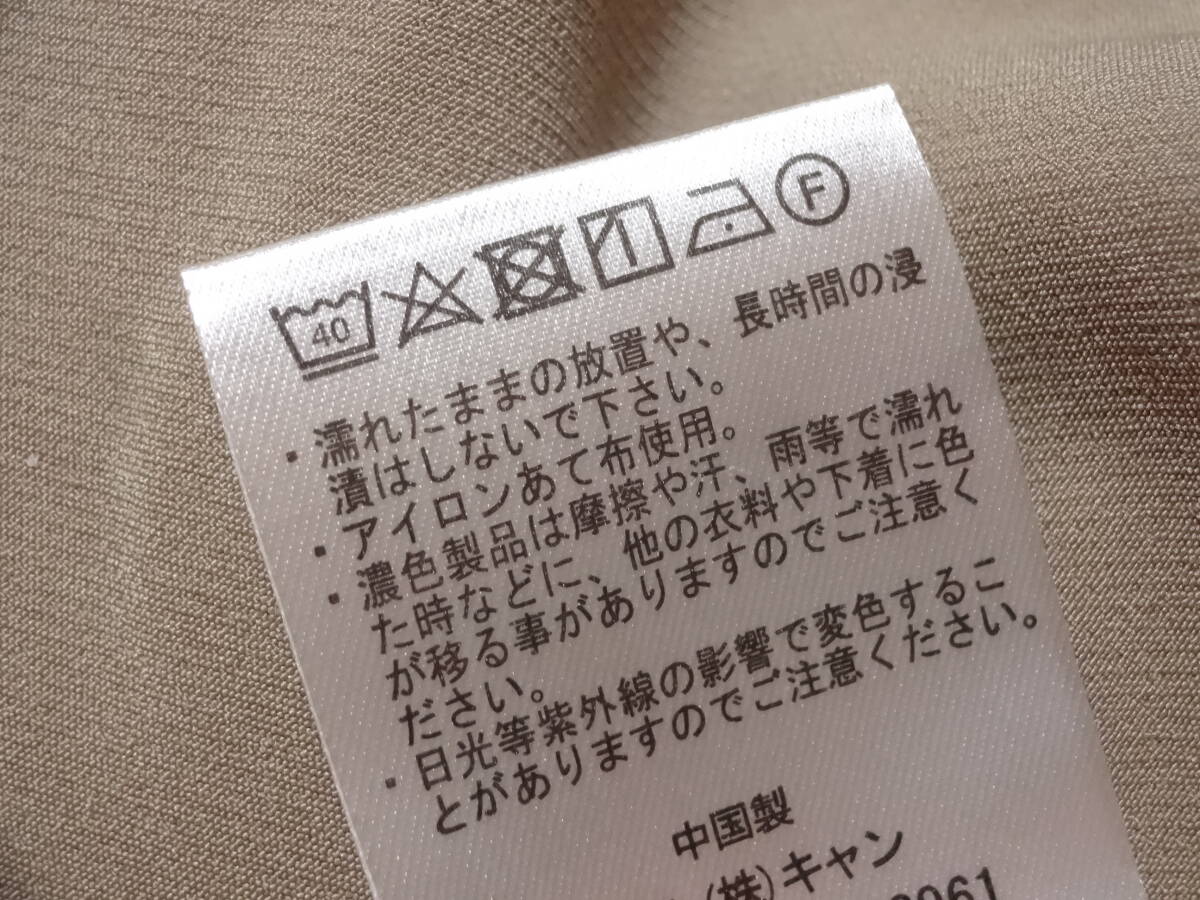 40
F
・濡れたままの放置や、長時間の浸
漬はしないで下さい。
・アイロンあて布使用。
・濃色製品は摩擦や汗、雨等で濡れ
た時などに、他の衣料や下着に色
が移る事がありますのでご注意く
ださい。
・日光等紫外線の影響で変色するこ
とがありますのでご注意ください。
中国製
(株)キャン